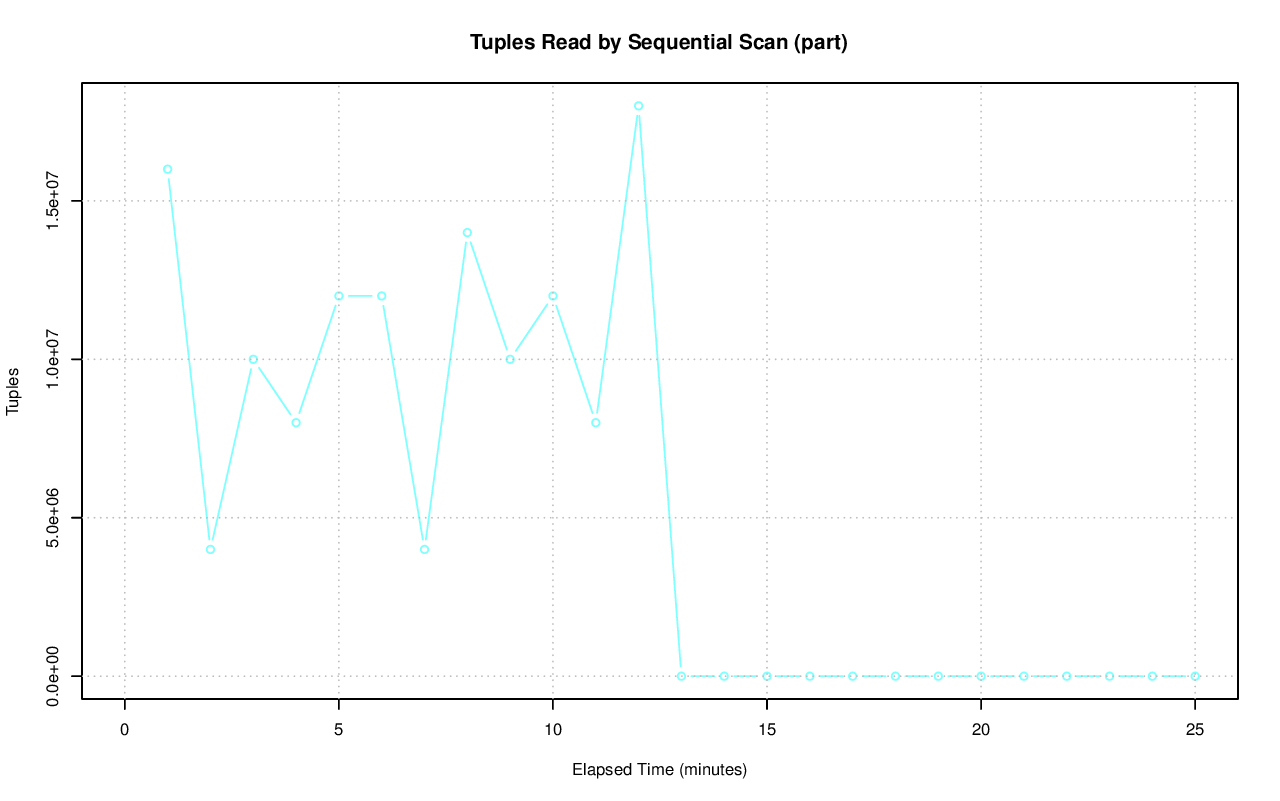 Tuples Read by Sequential Scan (part)
Tuples
1.5e+07
1.0e+07
5.0e+06
0.0e+00
0 5 10 15 20 25
Elapsed Time (minutes)